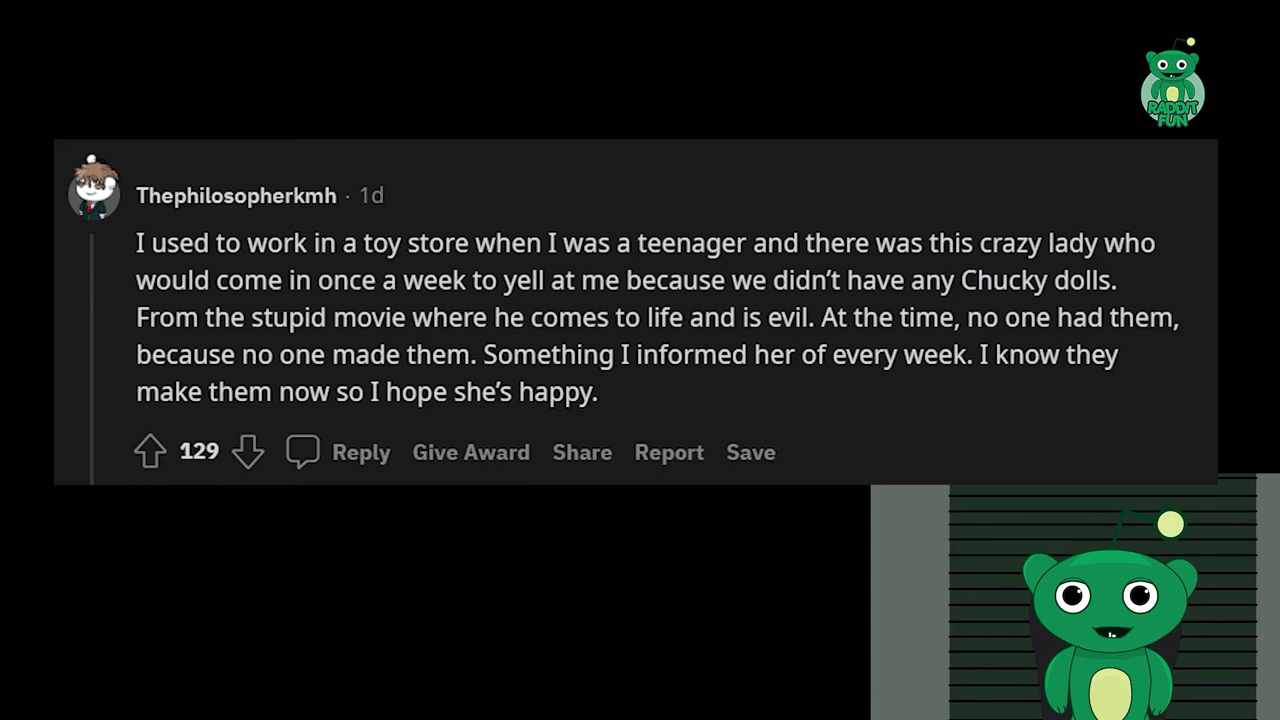 RADDIT
FUN
Thephilosopherkmh · 1d
I used to work in a toy store when I was a teenager and there was this crazy lady who
would come in once a week to yell at me because we didn’t have any Chucky dolls.
From the stupid movie where he comes to life and is evil. At the time, no one had them,
because no one made them. Something I informed her of every week. I know they
make them now so I hope she’s happy.
129 Reply Give Award Share Report Save